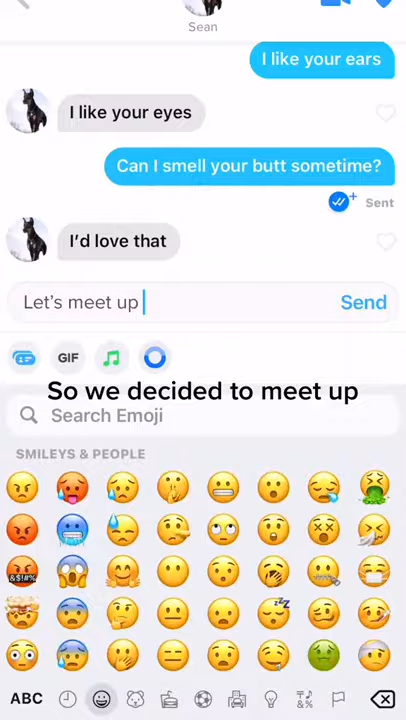 Sean
I like your ears
I like your eyes
Can I smell your butt sometime?
Sent
I'd love that
Let's meet up
Send
GIF
So we decided to meet up
Search Emoji
SMILEYS & PEOPLE
&$!#%
ABC